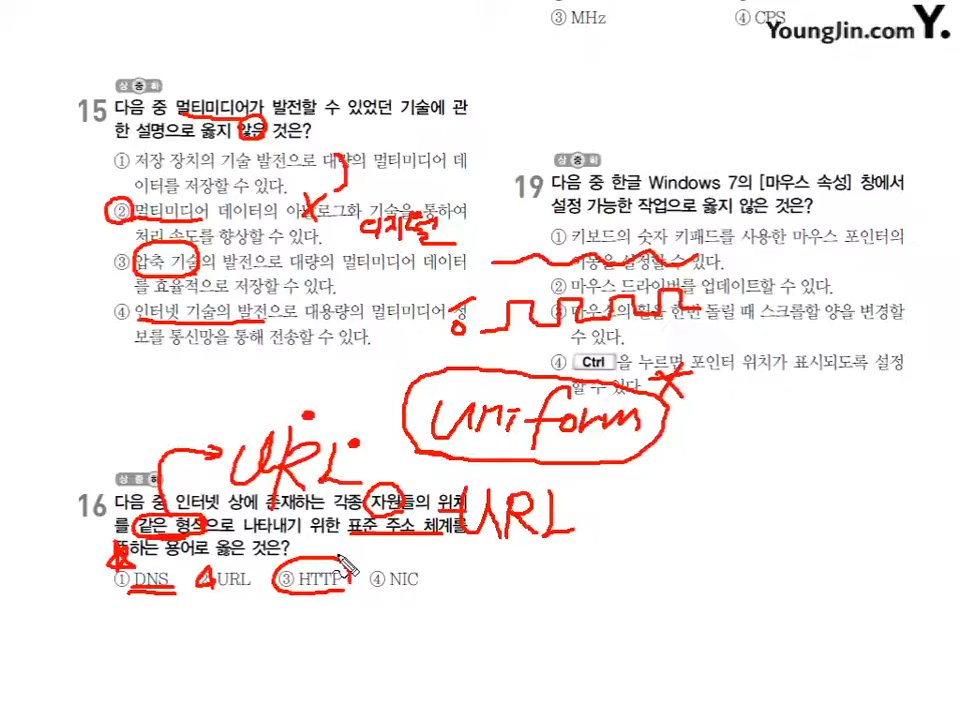 ③ MHz
④ CPS
YoungJin.com Y.
상 중 하
15 다음 중 멀티미디어가 발전할 수 있었던 기술에 관
한 설명으로 옳지 않은 것은?
① 저장 장치의 기술 발전으로 대량의 멀티미디어 데
이터를 저장할 수 있다.
② 멀티미디어 데이터의 아날로그화 기술을 통하여
처리 속도를 향상할 수 있다.
디지털
③ 압축 기술의 발전으로 대량의 멀티미디어 데이터
를 효율적으로 저장할 수 있다.
④ 인터넷 기술의 발전으로 대용량의 멀티미디어 정
보를 통신망을 통해 전송할 수 있다.
URL
uniform
상 중 하
16 다음 중 인터넷 상에 존재하는 각종 자원들의 위치
를 같은 형식으로 나타내기 위한 표준 주소 체계를
뜻하는 용어로 옳은 것은?
URL
① DNS ② URL ③ HTTP ④ NIC
상 중 하
19 다음 중 한글 Windows 7의 [마우스 속성] 창에서
설정 가능한 작업으로 옳지 않은 것은?
① 키보드의 숫자 키패드를 사용한 마우스 포인터의
이동을 설정할 수 있다.
② 마우스 드라이버를 업데이트할 수 있다.
③ 마우스의 휠을 한번 돌릴 때 스크롤할 양을 변경할
수 있다.
④ Ctrl 을 누르면 포인터 위치가 표시되도록 설정
할 수 있다.